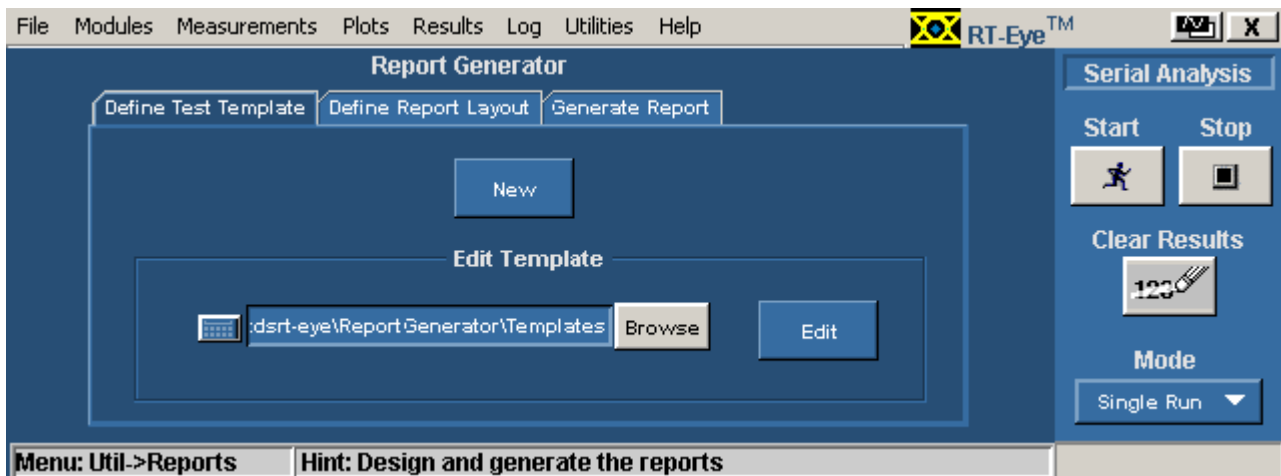 File Modules Measurements Plots Results Log Utilities Help RT-Eye™ X
Report Generator
Define Test Template Define Report Layout Generate Report
New
Edit Template
:dsrt-eye\ReportGenerator\Templates Browse Edit
Serial Analysis
Start Stop
Clear Results
123
Mode
Single Run
Menu: Util->Reports Hint: Design and generate the reports